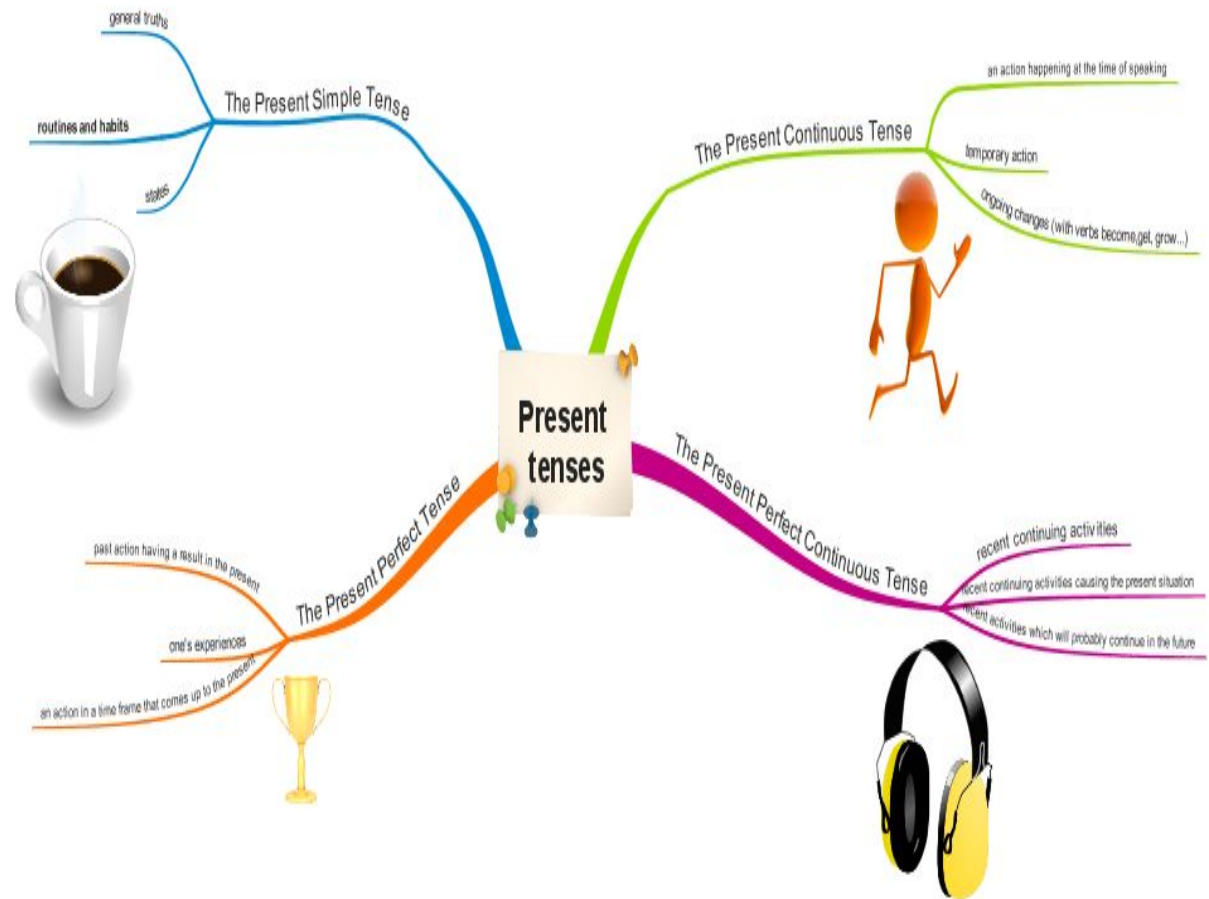 Present
tenses
The Present Simple Tense
general truths
routines and habits
states
The Present Continuous Tense
an action happening at the time of speaking
temporary action
ongoing changes (with verbs become,get, grow...)
The Present Perfect Tense
past action having a result in the present
one's experiences
an action in a time frame that comes up to the present
The Present Perfect Continuous Tense
recent continuing activities
recent continuing activities causing the present situation
recent activities which will probably continue in the future